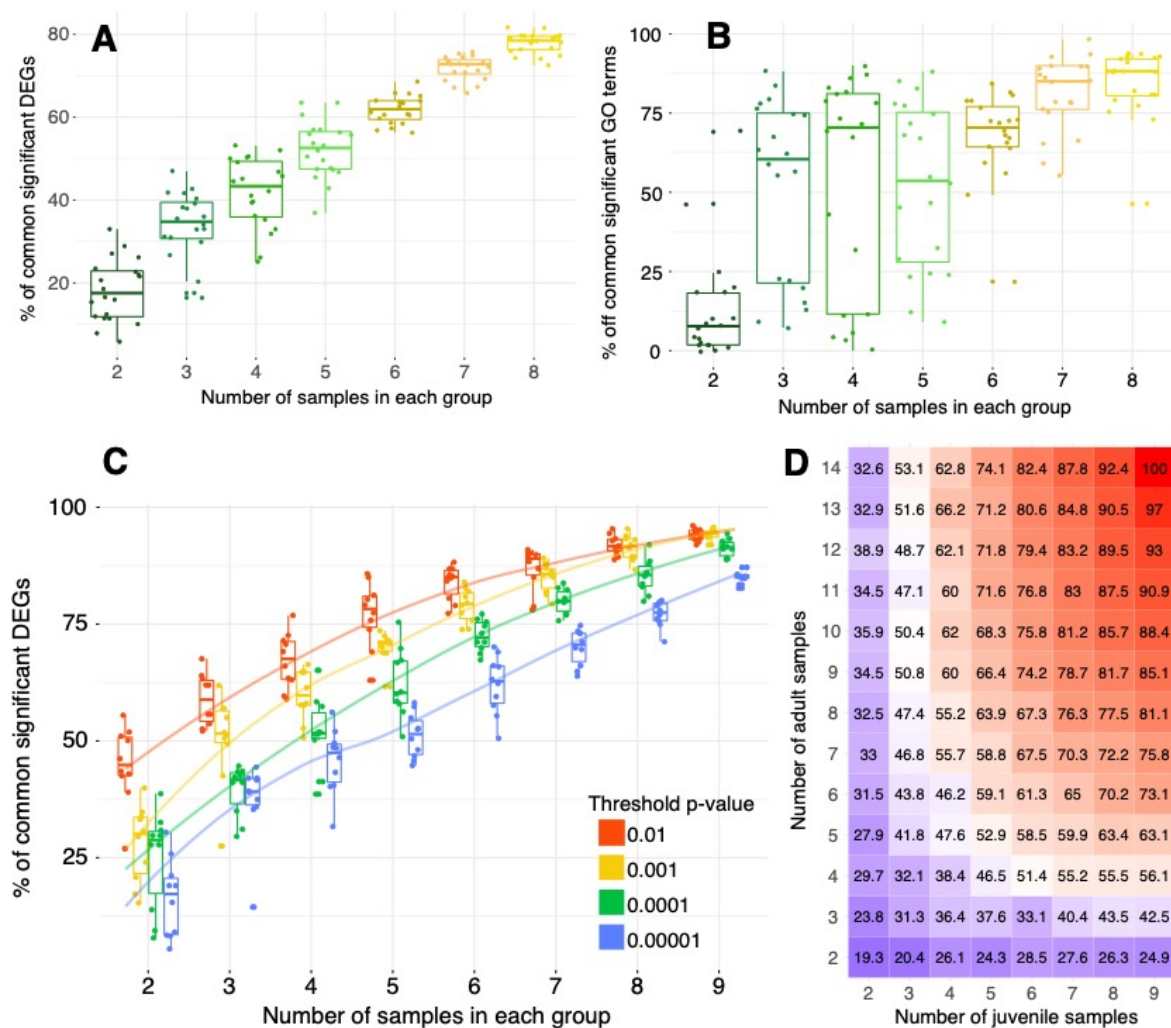 A
% of common significant DEGs
80
60
40
20
2 3 4 5 6 7 8
Number of samples in each group
B
% off common significant GO terms
100
75
50
25
0
2 3 4 5 6 7 8
Number of samples in each group
C
% of common significant DEGs
100
75
50
25
2 3 4 5 6 7 8 9
Number of samples in each group
Threshold p-value
0.01
0.001
0.0001
0.00001
D
Number of adult samples
14 32.6 53.1 62.8 74.1 82.4 87.8 92.4 100
13 32.9 51.6 66.2 71.2 80.6 84.8 90.5 97
12 38.9 48.7 62.1 71.8 79.4 83.2 89.5 93
11 34.5 47.1 60 71.6 76.8 83 87.5 90.9
10 35.9 50.4 62 68.3 75.8 81.2 85.7 88.4
9 34.5 50.8 60 66.4 74.2 78.7 81.7 85.1
8 32.5 47.4 55.2 63.9 67.3 76.3 77.5 81.1
7 33 46.8 55.7 58.8 67.5 70.3 72.2 75.8
6 31.5 43.8 46.2 59.1 61.3 65 70.2 73.1
5 27.9 41.8 47.6 52.9 58.5 59.9 63.4 63.1
4 29.7 32.1 38.4 46.5 51.4 55.2 55.5 56.1
3 23.8 31.3 36.4 37.6 33.1 40.4 43.5 42.5
2 19.3 20.4 26.1 24.3 28.5 27.6 26.3 24.9
2 3 4 5 6 7 8 9
Number of juvenile samples